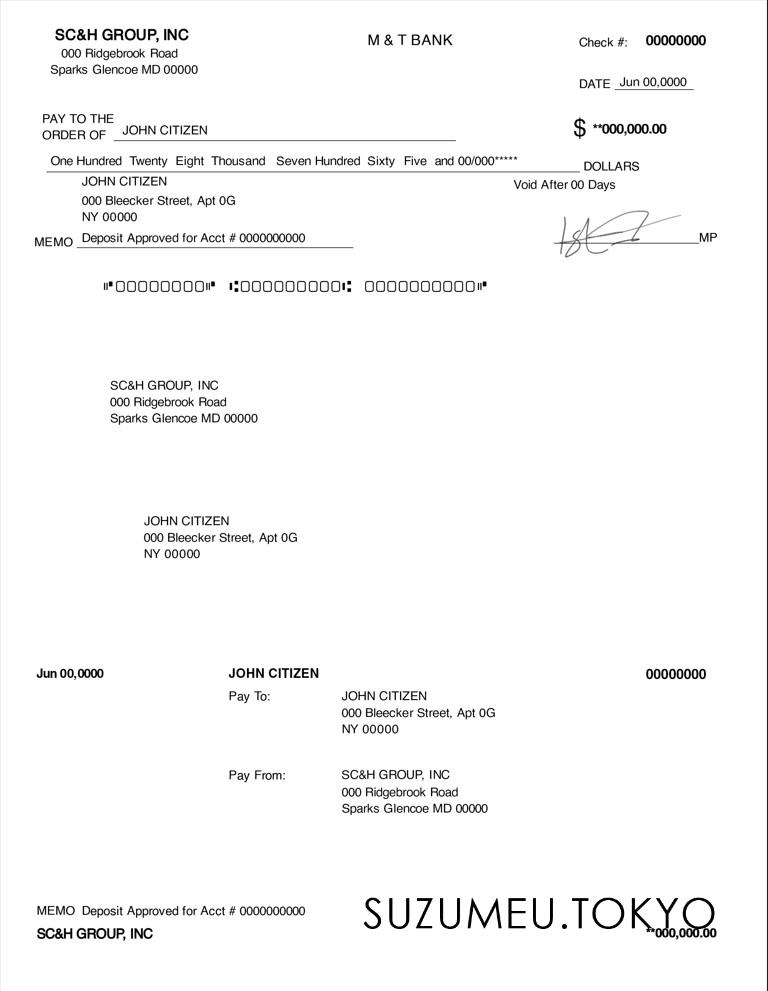 SC&H GROUP, INC
000 Ridgebrook Road
Sparks Glencoe MD 00000
M & T BANK
Check #: 00000000
DATE Jun 00,0000
PAY TO THE
ORDER OF JOHN CITIZEN
$ **000,000.00
One Hundred Twenty Eight Thousand Seven Hundred Sixty Five and 00/000*****
DOLLARS
JOHN CITIZEN
000 Bleecker Street, Apt 0G
NY 00000
Void After 00 Days
MEMO Deposit Approved for Acct # 0000000000
MP
⑈00000000⑈ ⑆000000000⑆ 0000000000⑈
SC&H GROUP, INC
000 Ridgebrook Road
Sparks Glencoe MD 00000
JOHN CITIZEN
000 Bleecker Street, Apt 0G
NY 00000
Jun 00,0000 JOHN CITIZEN 00000000
Pay To: JOHN CITIZEN
000 Bleecker Street, Apt 0G
NY 00000
Pay From: SC&H GROUP, INC
000 Ridgebrook Road
Sparks Glencoe MD 00000
MEMO Deposit Approved for Acct # 0000000000
SUZUMEU.TOKYO
SC&H GROUP, INC
**000,000.00